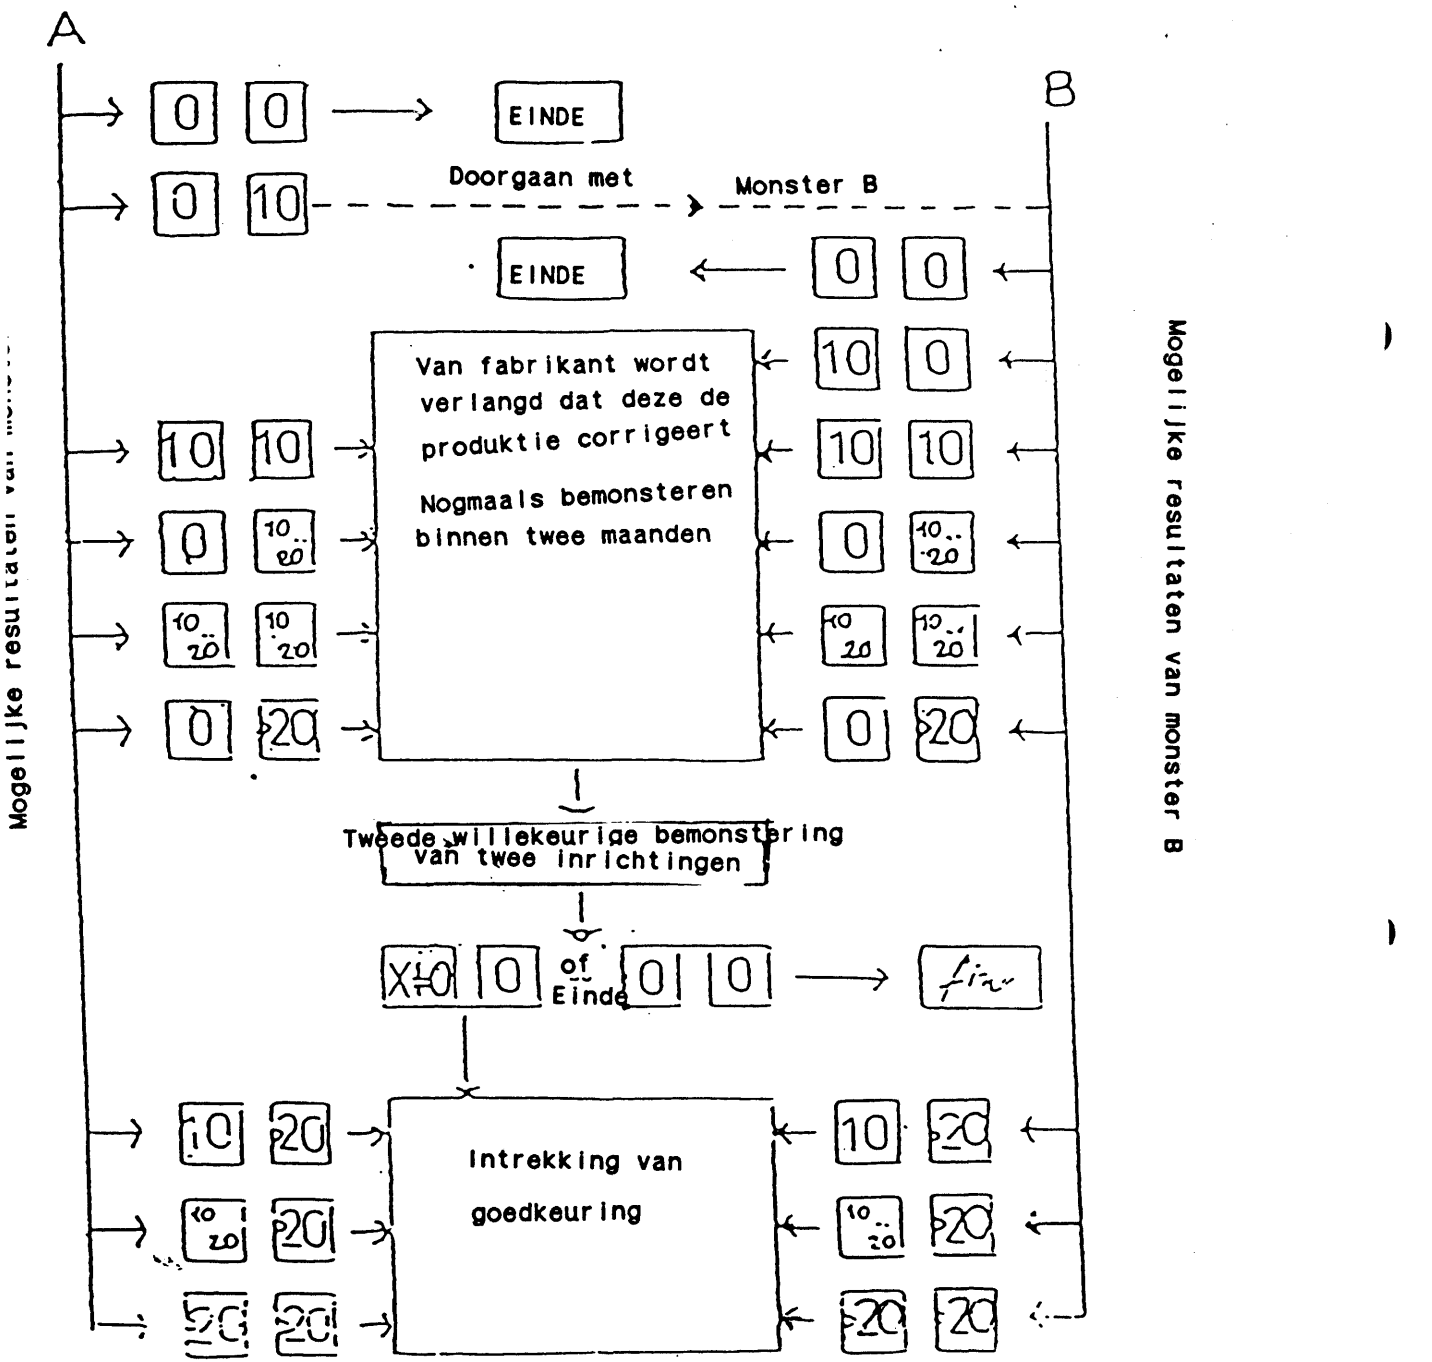 A
B
0 0 EINDE
0 10 Doorgaan met Monster B
EINDE 0 0
10 0
Van fabrikant wordt
verlangd dat deze de
produktie corrigeert
Nogmaals bemonsteren
binnen twee maanden
10 10
10 10
0 10..20
0 10..20
10..20 10..20
10 20 10..20
0 >20
0 >20
Mogelijke resultaten van
Mogelijke resultaten van monster B
Tweede willekeurige bemonstering
van twee inrichtingen
X≠0 0 of 0 0
Einde
Intrekking van
goedkeuring
10 >20
10 >20
10 20 >20
10..20 >20
>20 >20
>20 >20